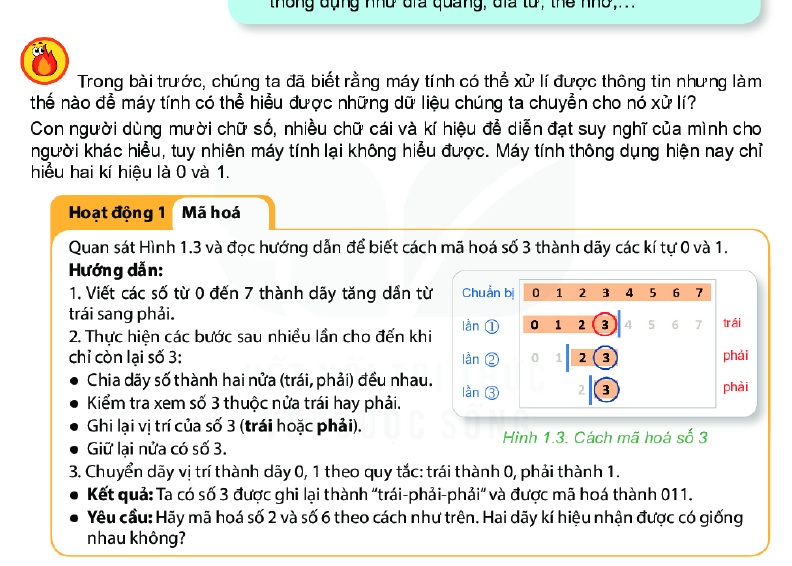 thông dụng như đĩa quang, đĩa từ, thẻ nhớ,...
Trong bài trước, chúng ta đã biết rằng máy tính có thể xử lí được thông tin nhưng làm
thế nào để máy tính có thể hiểu được những dữ liệu chúng ta chuyển cho nó xử lí?
Con người dùng mười chữ số, nhiều chữ cái và kí hiệu để diễn đạt suy nghĩ của mình cho
người khác hiểu, tuy nhiên máy tính lại không hiểu được. Máy tính thông dụng hiện nay chỉ
hiểu hai kí hiệu là 0 và 1.
Hoạt động 1 Mã hoá
Quan sát Hình 1.3 và đọc hướng dẫn để biết cách mã hoá số 3 thành dãy các kí tự 0 và 1.
Hướng dẫn:
1. Viết các số từ 0 đến 7 thành dãy tăng dần từ
trái sang phải.
2. Thực hiện các bước sau nhiều lần cho đến khi
chỉ còn lại số 3:
• Chia dãy số thành hai nửa (trái, phải) đều nhau.
• Kiểm tra xem số 3 thuộc nửa trái hay phải.
• Ghi lại vị trí của số 3 (trái hoặc phải).
• Giữ lại nửa có số 3.
Chuẩn bị 0 1 2 3 4 5 6 7
lần ① 0 1 2 3 4 5 6 7 trái
lần ② 0 1 2 3 phải
lần ③ 2 3 phải
Hình 1.3. Cách mã hoá số 3
3. Chuyển dãy vị trí thành dãy 0, 1 theo quy tắc: trái thành 0, phải thành 1.
• Kết quả: Ta có số 3 được ghi lại thành "trái-phải-phải" và được mã hoá thành 011.
• Yêu cầu: Hãy mã hoá số 2 và số 6 theo cách như trên. Hai dãy kí hiệu nhận được có giống
nhau không?